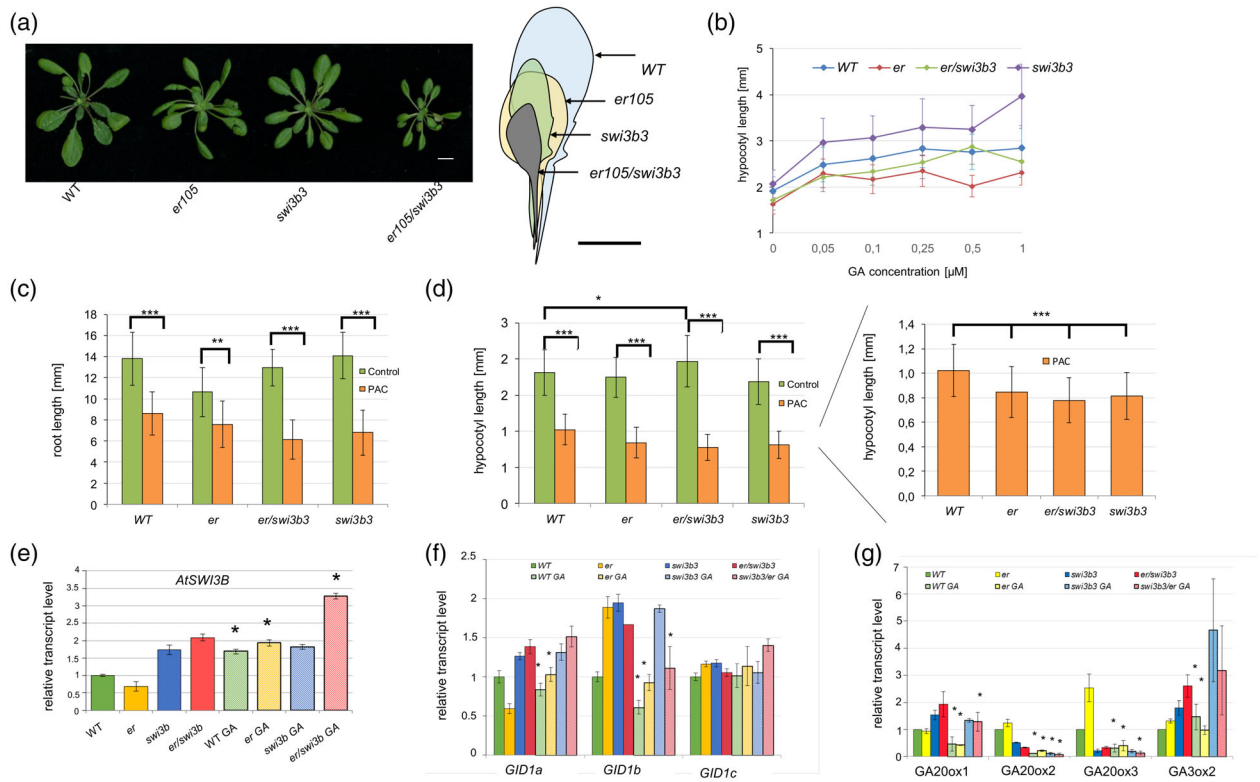 (a)
WT
er105
swi3b3
er105/swi3b3
WT
er105
swi3b3
er105/swi3b3
(b)
hypocotyl length [mm]
5
4
3
2
1
WT er er/swi3b3 swi3b3
0 0,05 0,1 0,25 0,5 1
GA concentration [µM]
(c)
root length [mm]
18
16
14
12
10
8
6
4
2
0
*** ** *** ***
Control
PAC
WT er er/swi3b3 swi3b3
(d)
hypocotyl length [mm]
3
3
2
2
1
1
0
*
*** *** *** ***
Control
PAC
WT er er/swi3b3 swi3b3
hypocotyl length [mm]
1,4
1,2
1,0
0,8
0,6
0,4
0,2
0,0
***
PAC
WT er er/swi3b3 swi3b3
(e)
relative transcript level
4
3.5
3
2.5
2
1.5
1
0.5
0
AtSWI3B
* * *
WT
er
swi3b
er/swi3b
WT GA
er GA
swi3b GA
er/swi3b GA
(f)
relative transcript level
2.5
2
1.5
1
0.5
0
WT er swi3b3 er/swi3b3
WT GA er GA swi3b3 GA swi3b3/er GA
* * * *
GID1a GID1b GID1c
(g)
relative transcript level
7
6
5
4
3
2
1
0
WT er swi3b3 er/swi3b3
WT GA er GA swi3b3 GA swi3b3/er GA
* * * * * * * * * * * * *
GA20ox1 GA20ox2 GA20ox3 GA3ox2